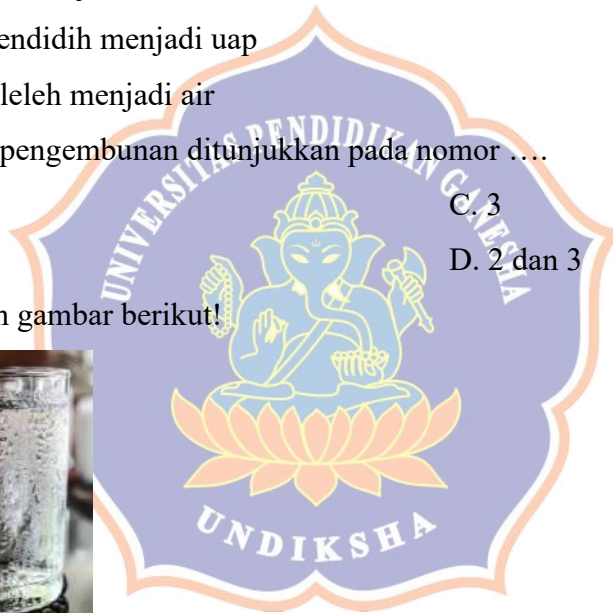 endidih menjadi uap
leleh menjadi air
pengembunan ditunjukkan pada nomor ….
C. 3
D. 2 dan 3
gambar berikut!
UNIVERSITAS PENDIDIKAN GANESHA
UNDIKSHA